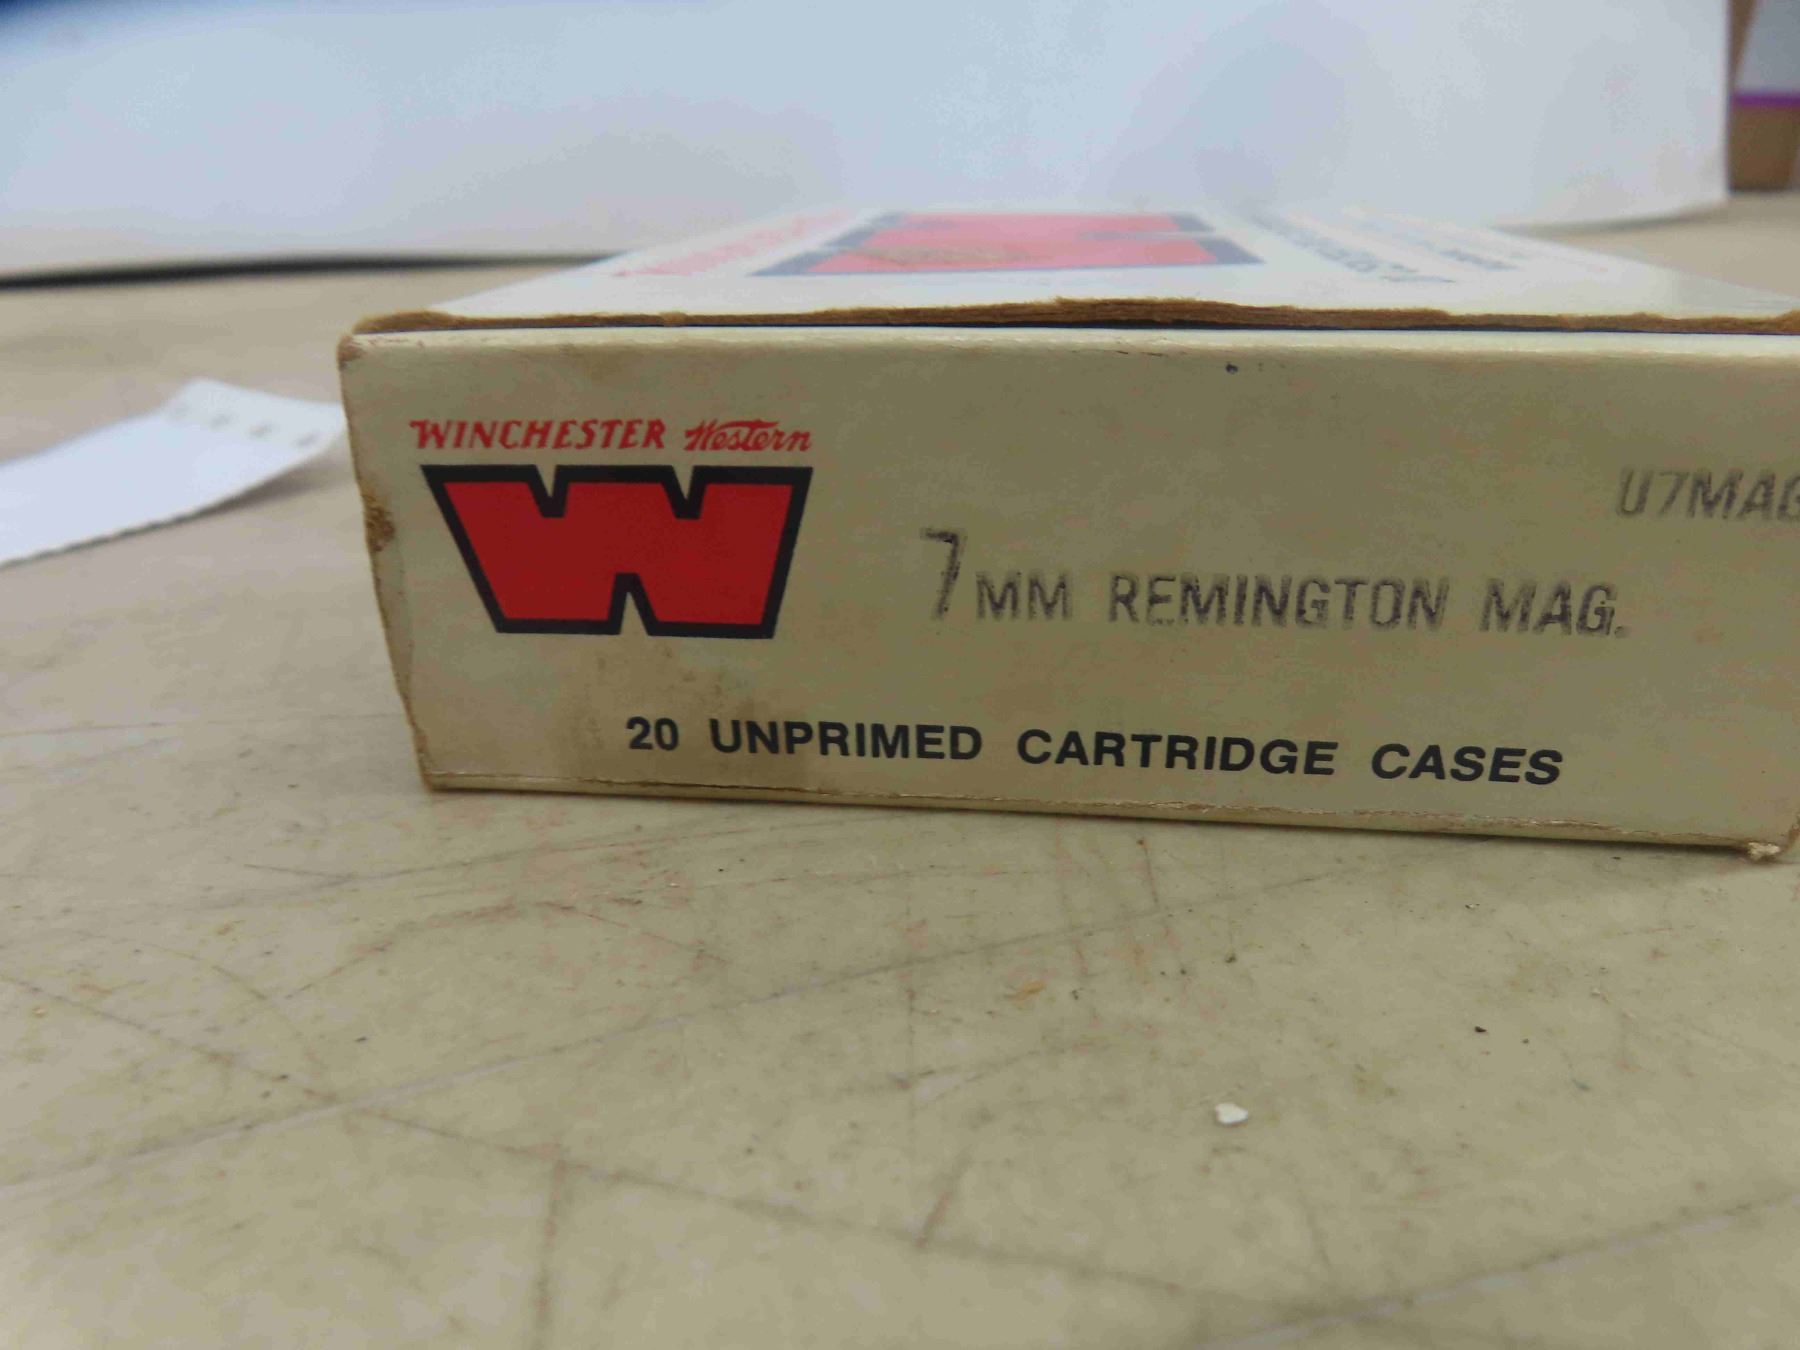 WINCHESTER Western
W
U7MAG
7MM REMINGTON MAG.
20 UNPRIMED CARTRIDGE CASES